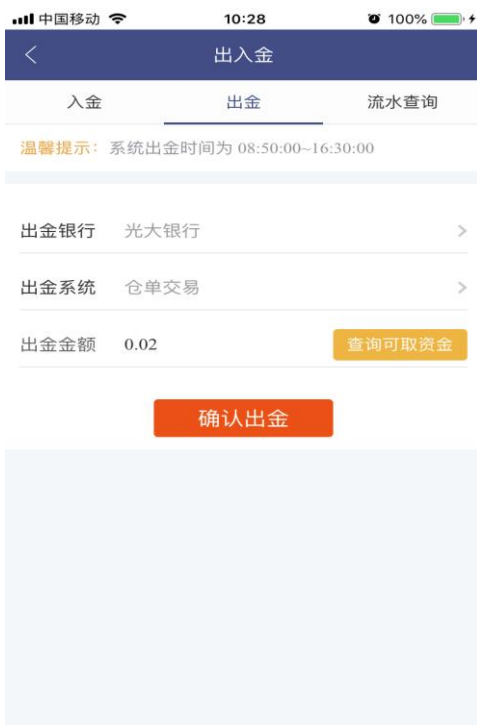 中国移动 10:28 100%
出入金
入金 出金 流水查询
温馨提示: 系统出金时间为 08:50:00~16:30:00
出金银行 光大银行
出金系统 仓单交易
出金金额 0.02 查询可取资金
确认出金